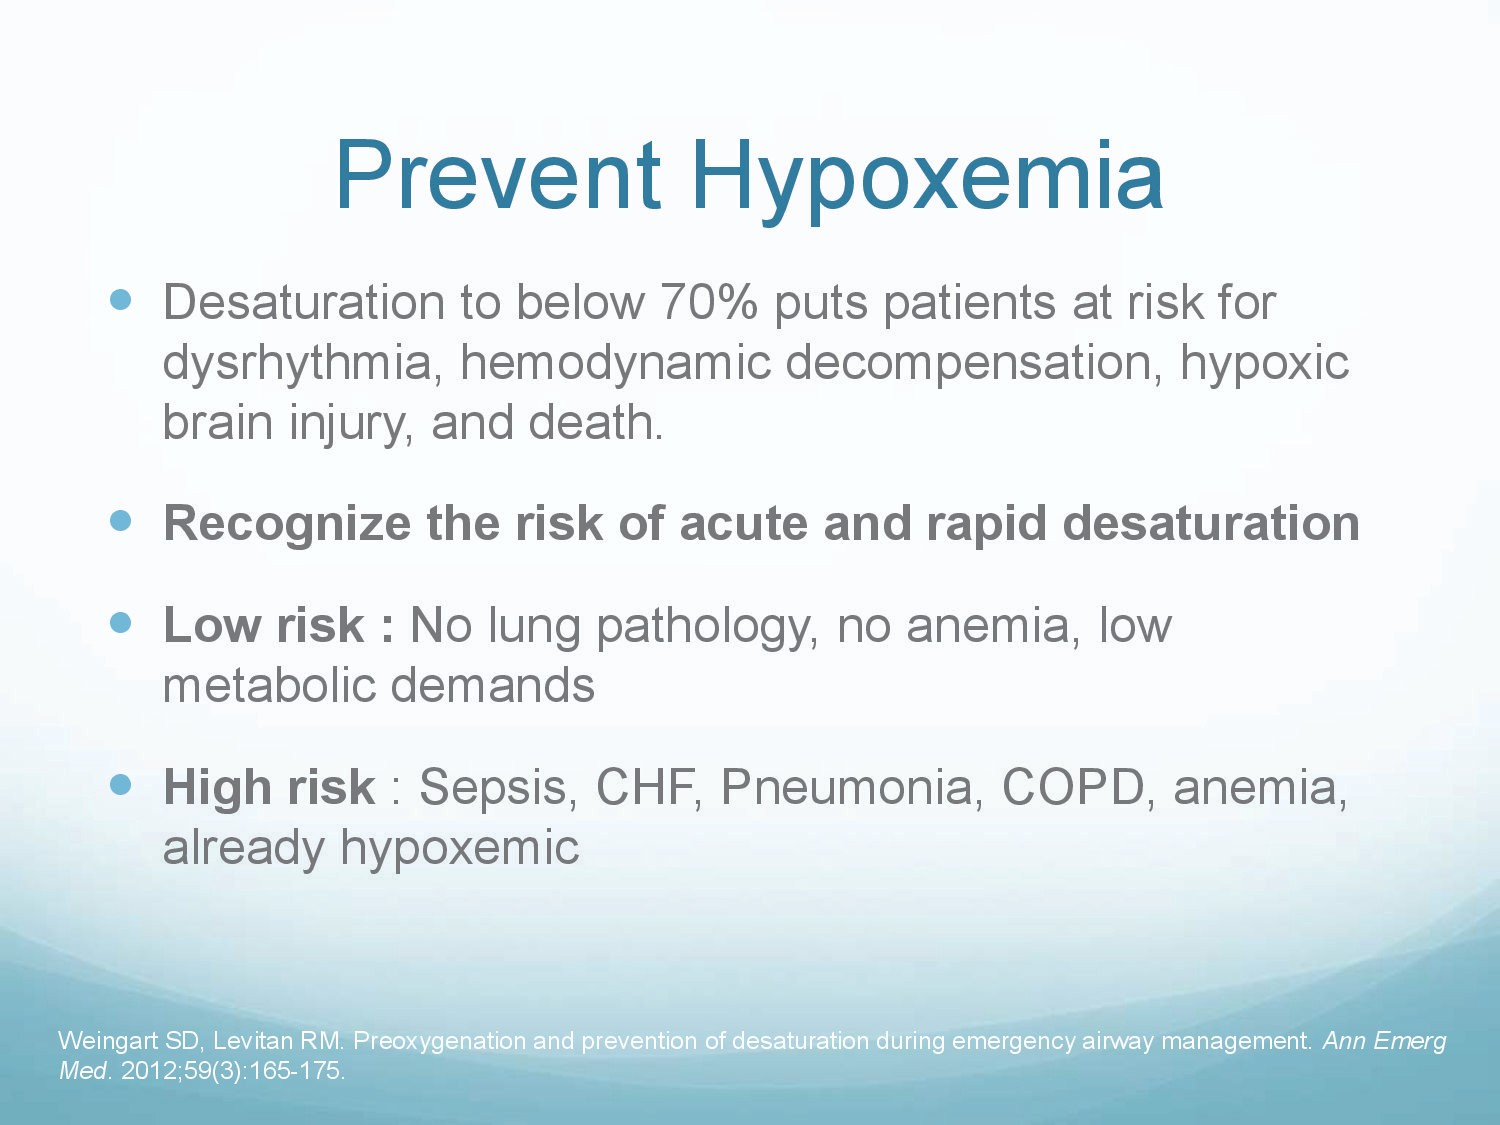 Prevent Hypoxemia
• Desaturation to below 70% puts patients at risk for
dysrhythmia, hemodynamic decompensation, hypoxic
brain injury, and death.
• Recognize the risk of acute and rapid desaturation
• Low risk : No lung pathology, no anemia, low
metabolic demands
• High risk : Sepsis, CHF, Pneumonia, COPD, anemia,
already hypoxemic
Weingart SD, Levitan RM. Preoxygenation and prevention of desaturation during emergency airway management. Ann Emerg
Med. 2012;59(3):165-175.